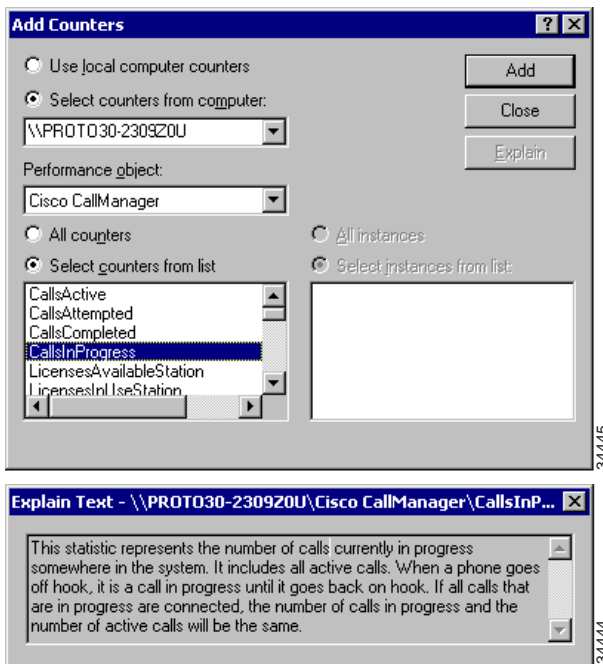 Add Counters
Use local computer counters
Add
Select counters from computer:
Close
\\PROTO30-2309Z0U
Explain
Performance object:
Cisco CallManager
All counters
All instances
Select counters from list
Select instances from list:
CallsActive
CallsAttempted
CallsCompleted
CallsInProgress
LicensesAvailableStation
LicensesInUseStation
34445
Explain Text - \\PROTO30-2309Z0U\Cisco CallManager\CallsInP...
This statistic represents the number of calls currently in progress
somewhere in the system. It includes all active calls. When a phone goes
off hook, it is a call in progress until it goes back on hook. If all calls that
are in progress are connected, the number of calls in progress and the
number of active calls will be the same.
34444